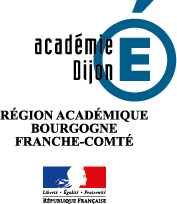 académie
Dijon
É
RÉGION ACADÉMIQUE
BOURGOGNE
FRANCHE-COMTÉ
Liberté • Égalité • Fraternité
RÉPUBLIQUE FRANÇAISE